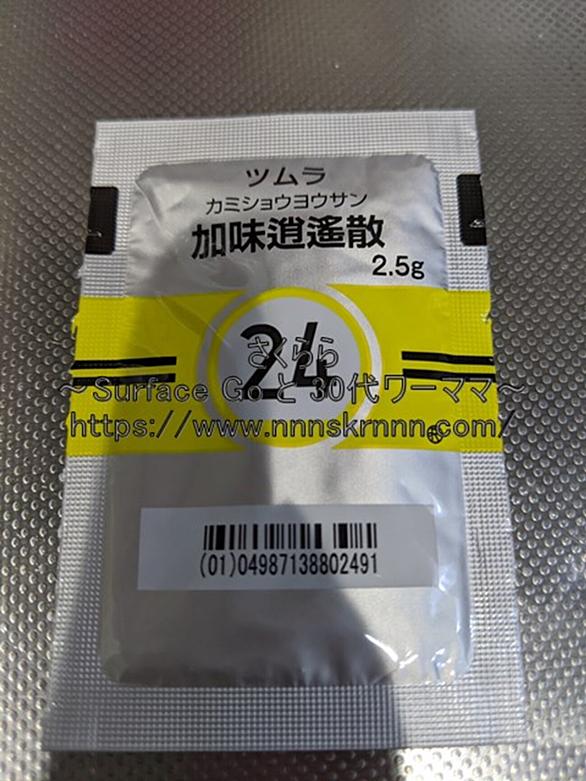 ツムラ
カミショウヨウサン
加味逍遙散
2.5g
24
さくらら
～Surface Goと30代ワーママ～
https://www.nnnskrnnn.com/
(01)04987138802491